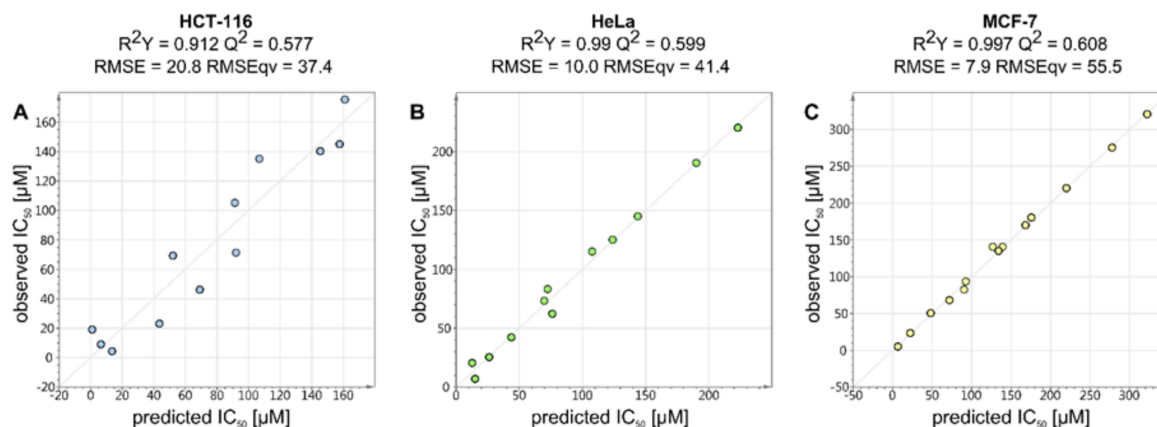 HCT-116
R²Y = 0.912 Q² = 0.577
RMSE = 20.8 RMSEqv = 37.4
HeLa
R²Y = 0.99 Q² = 0.599
RMSE = 10.0 RMSEqv = 41.4
MCF-7
R²Y = 0.997 Q² = 0.608
RMSE = 7.9 RMSEqv = 55.5
A
observed IC₅₀ [µM]
160
140
120
100
80
60
40
20
0
-20
-20 0 20 40 60 80 100 120 140 160
predicted IC₅₀ [µM]
B
observed IC₅₀ [µM]
200
150
100
50
0
0 50 100 150 200
predicted IC₅₀ [µM]
C
observed IC₅₀ [µM]
300
250
200
150
100
50
0
-50
-50 0 50 100 150 200 250 300
predicted IC₅₀ [µM]